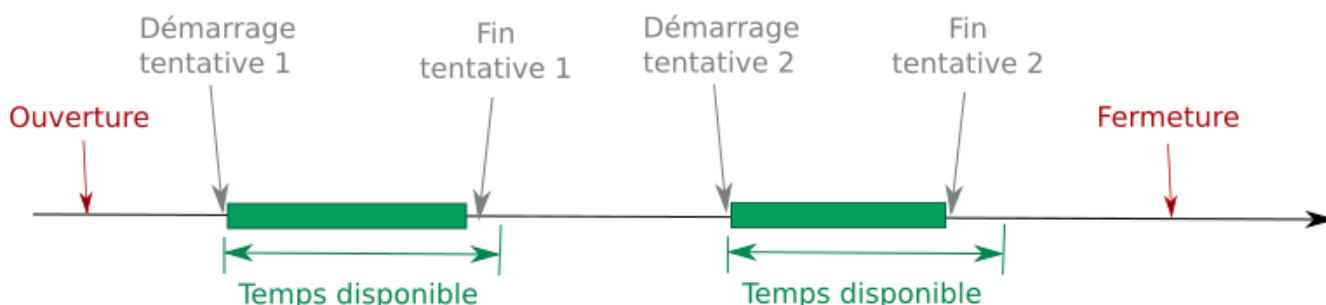 Démarrage
tentative 1
Fin
tentative 1
Démarrage
tentative 2
Fin
tentative 2
Ouverture
Fermeture
Temps disponible
Temps disponible